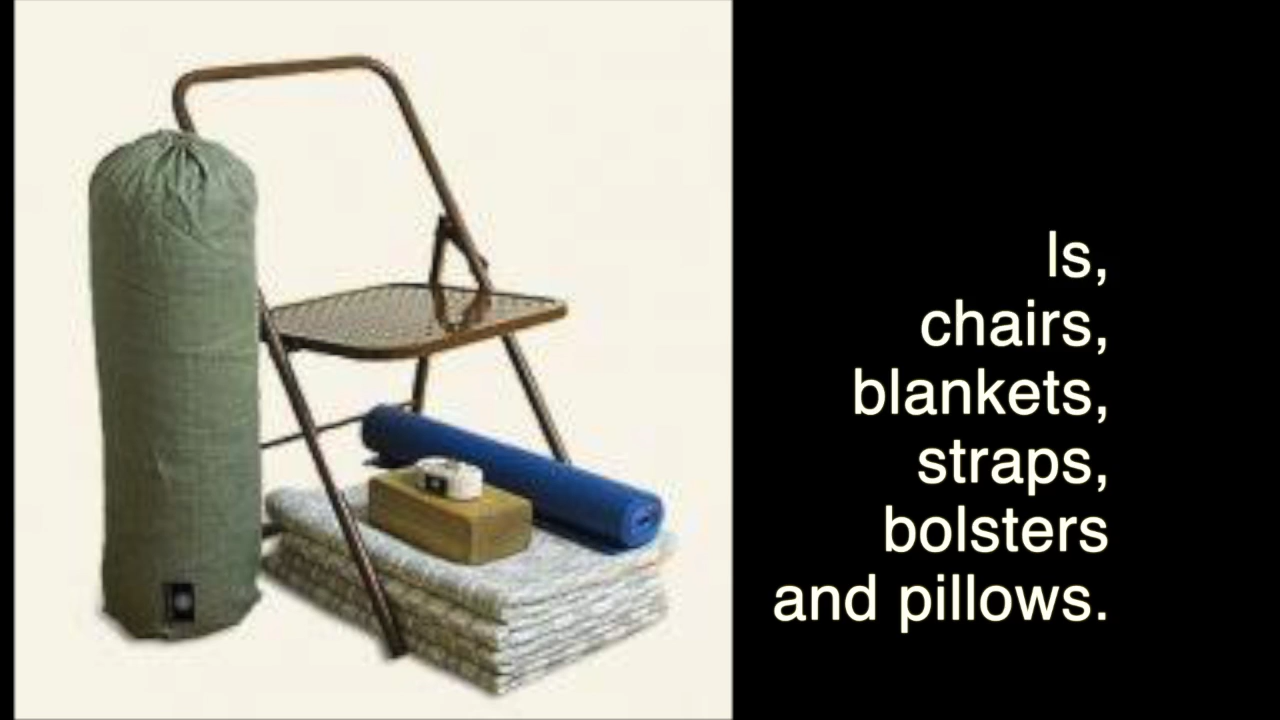 ls,
chairs,
blankets,
straps,
bolsters
and pillows.